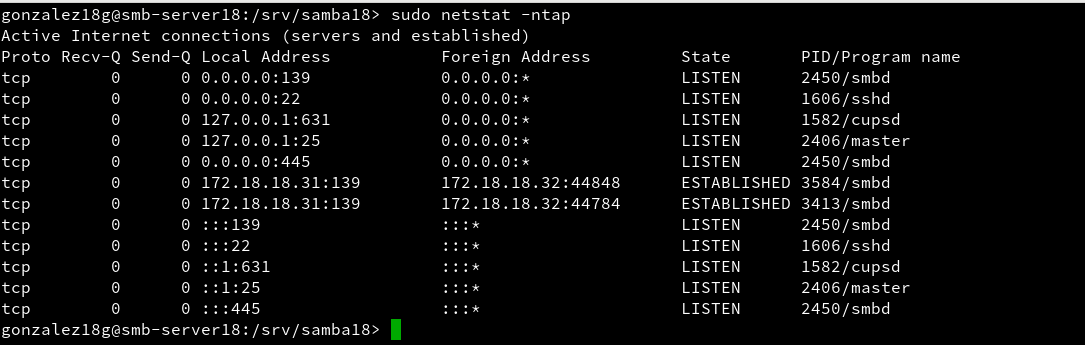 gonzalez18g@smb-server18:/srv/samba18> sudo netstat -ntap
Active Internet connections (servers and established)
Proto Recv-Q Send-Q Local Address           Foreign Address         State       PID/Program name
tcp        0      0 0.0.0.0:139             0.0.0.0:*               LISTEN      2450/smbd
tcp        0      0 0.0.0.0:22              0.0.0.0:*               LISTEN      1606/sshd
tcp        0      0 127.0.0.1:631           0.0.0.0:*               LISTEN      1582/cupsd
tcp        0      0 127.0.0.1:25            0.0.0.0:*               LISTEN      2406/master
tcp        0      0 0.0.0.0:445             0.0.0.0:*               LISTEN      2450/smbd
tcp        0      0 172.18.18.31:139        172.18.18.32:44848      ESTABLISHED 3584/smbd
tcp        0      0 172.18.18.31:139        172.18.18.32:44784      ESTABLISHED 3413/smbd
tcp        0      0 :::139                  :::*                    LISTEN      2450/smbd
tcp        0      0 :::22                   :::*                    LISTEN      1606/sshd
tcp        0      0 ::1:631                 :::*                    LISTEN      1582/cupsd
tcp        0      0 ::1:25                  :::*                    LISTEN      2406/master
tcp        0      0 :::445                  :::*                    LISTEN      2450/smbd
gonzalez18g@smb-server18:/srv/samba18>